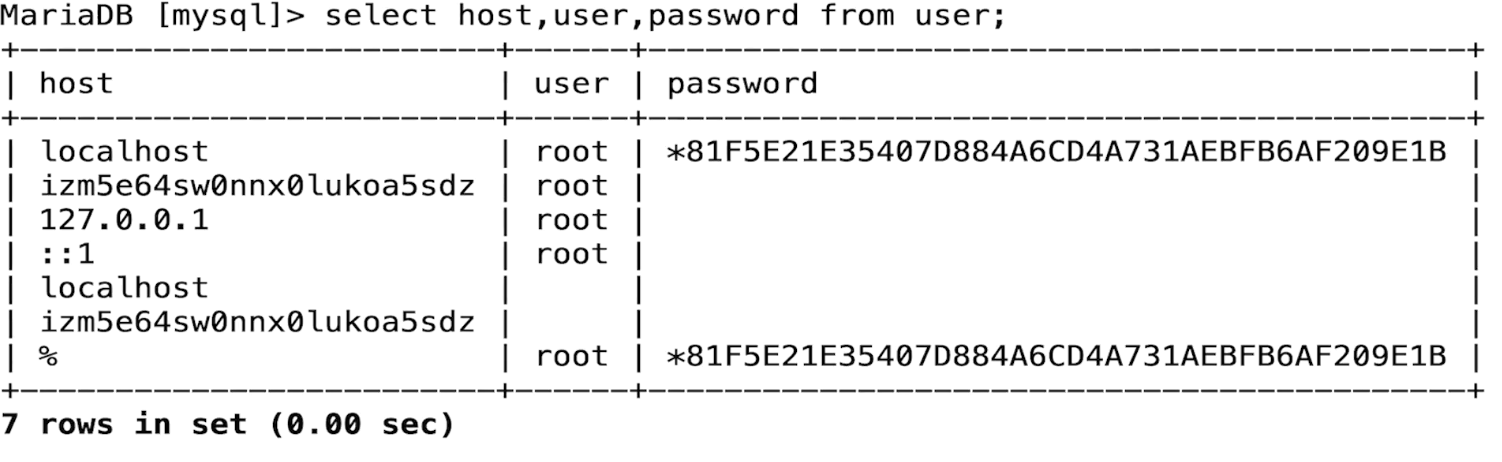 MariaDB [mysql]> select host,user,password from user;
+-------------------------+------+-------------------------------------------+
| host                    | user | password                                  |
+-------------------------+------+-------------------------------------------+
| localhost               | root | *81F5E21E35407D884A6CD4A731AEBFB6AF209E1B |
| izm5e64sw0nnx0lukoa5sdz | root |                                           |
| 127.0.0.1               | root |                                           |
| ::1                     | root |                                           |
| localhost               |      |                                           |
| izm5e64sw0nnx0lukoa5sdz |      |                                           |
| %                       | root | *81F5E21E35407D884A6CD4A731AEBFB6AF209E1B |
+-------------------------+------+-------------------------------------------+
7 rows in set (0.00 sec)